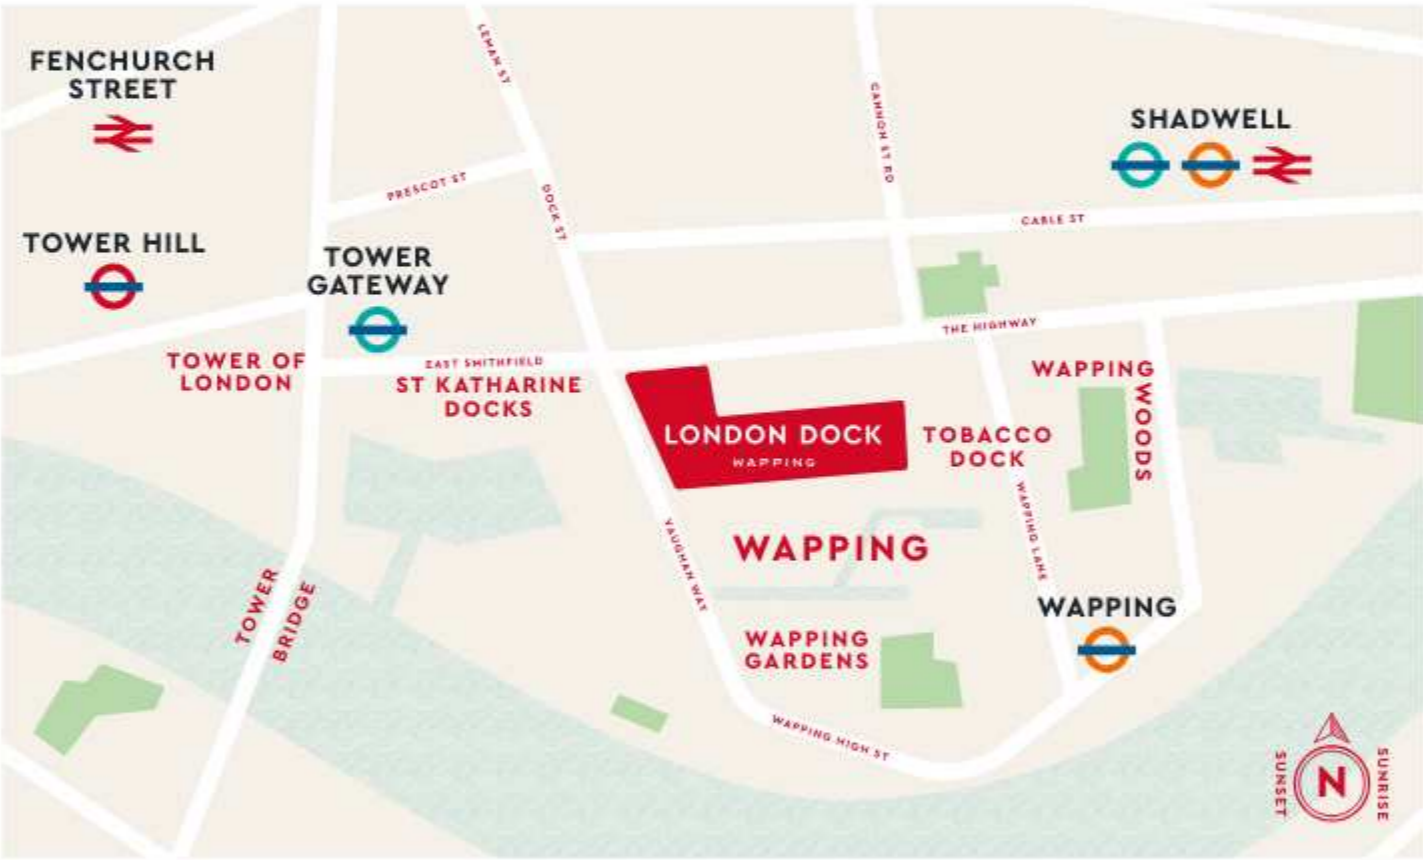 LEMAN ST
FENCHURCH
STREET
CANNON ST RD
SHADWELL
PRESCOT ST
DOCK ST
CABLE ST
TOWER HILL
TOWER
GATEWAY
THE HIGHWAY
TOWER OF
LONDON
EAST SMITHFIELD
ST KATHARINE
DOCKS
WAPPING
WOODS
LONDON DOCK
WAPPING
TOBACCO
DOCK
WAPPING LANE
VAUGHAN WAY
WAPPING
TOWER
BRIDGE
WAPPING
WAPPING
GARDENS
WAPPING HIGH ST
SUNSET
N
SUNRISE